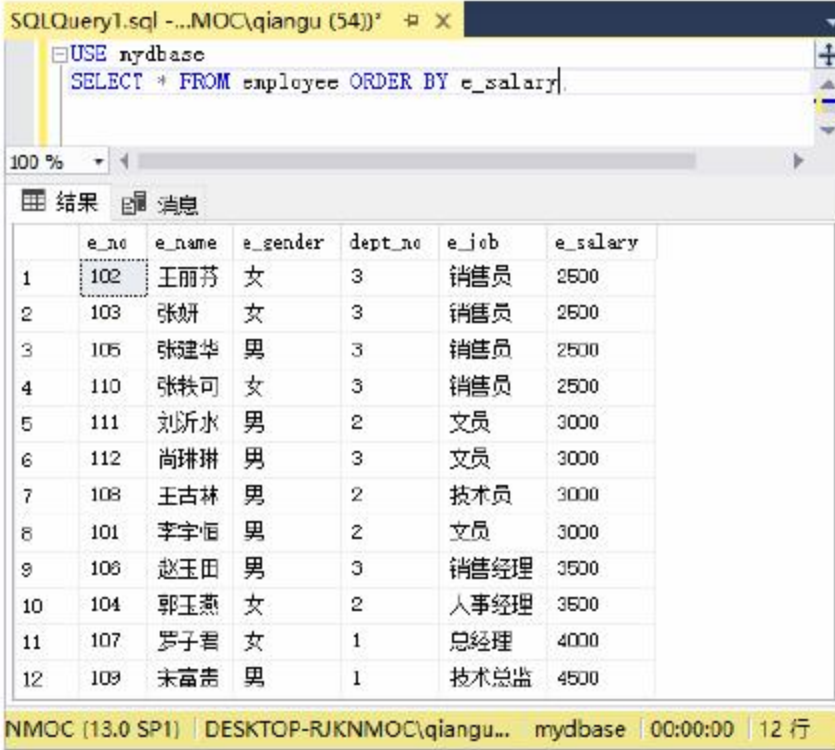 SQLQuery1.sql -...MOC\qiangu (54))*
USE mydbase
SELECT * FROM employee ORDER BY e_salary
100 %
结果 消息
e_no e_name e_gender dept_no e_job e_salary
1 102 王丽芬 女 3 销售员 2500
2 103 张妍 女 3 销售员 2500
3 105 张建华 男 3 销售员 2500
4 110 张轶可 女 3 销售员 2500
5 111 刘沂水 男 2 文员 3000
6 112 尚琳琳 男 3 文员 3000
7 108 王古林 男 2 技术员 3000
8 101 李宇恒 男 2 文员 3000
9 106 赵玉田 男 3 销售经理 3500
10 104 郭玉燕 女 2 人事经理 3500
11 107 罗子君 女 1 总经理 4000
12 109 宋富贵 男 1 技术总监 4500
NMOC (13.0 SP1) DESKTOP-RJKNMOC\qiangu... mydbase 00:00:00 12 行